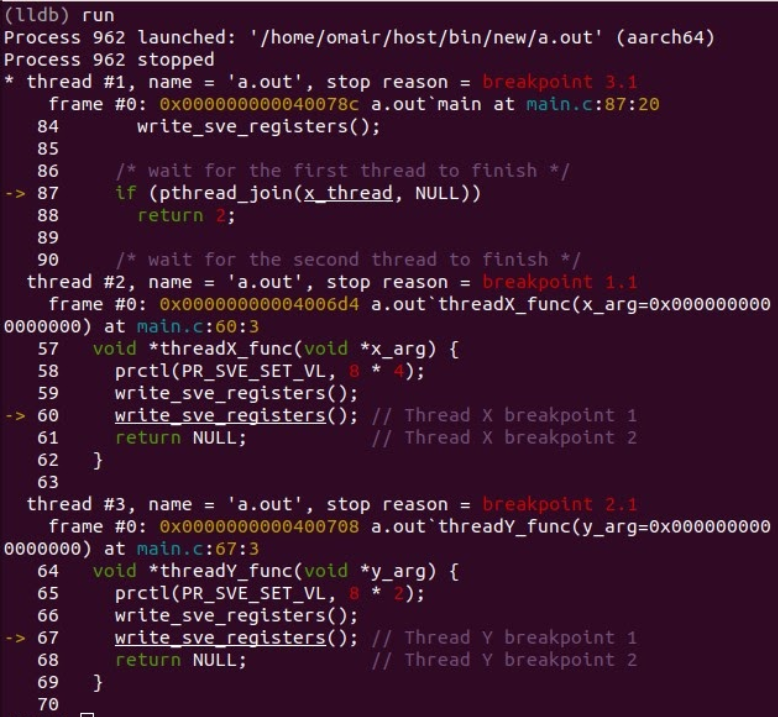 (lldb) run
Process 962 launched: '/home/omair/host/bin/new/a.out' (aarch64)
Process 962 stopped
* thread #1, name = 'a.out', stop reason = breakpoint 3.1
    frame #0: 0x000000000040078c a.out`main at main.c:87:20
   84       write_sve_registers();
   85
   86     /* wait for the first thread to finish */
-> 87     if (pthread_join(x_thread, NULL))
   88       return 2;
   89
   90     /* wait for the second thread to finish */
  thread #2, name = 'a.out', stop reason = breakpoint 1.1
    frame #0: 0x00000000004006d4 a.out`threadX_func(x_arg=0x000000000
0000000) at main.c:60:3
   57   void *threadX_func(void *x_arg) {
   58     prctl(PR_SVE_SET_VL, 8 * 4);
   59     write_sve_registers();
-> 60     write_sve_registers(); // Thread X breakpoint 1
   61     return NULL;           // Thread X breakpoint 2
   62   }
   63
  thread #3, name = 'a.out', stop reason = breakpoint 2.1
    frame #0: 0x0000000000400708 a.out`threadY_func(y_arg=0x000000000
0000000) at main.c:67:3
   64   void *threadY_func(void *y_arg) {
   65     prctl(PR_SVE_SET_VL, 8 * 2);
   66     write_sve_registers();
-> 67     write_sve_registers(); // Thread Y breakpoint 1
   68     return NULL;           // Thread Y breakpoint 2
   69   }
   70